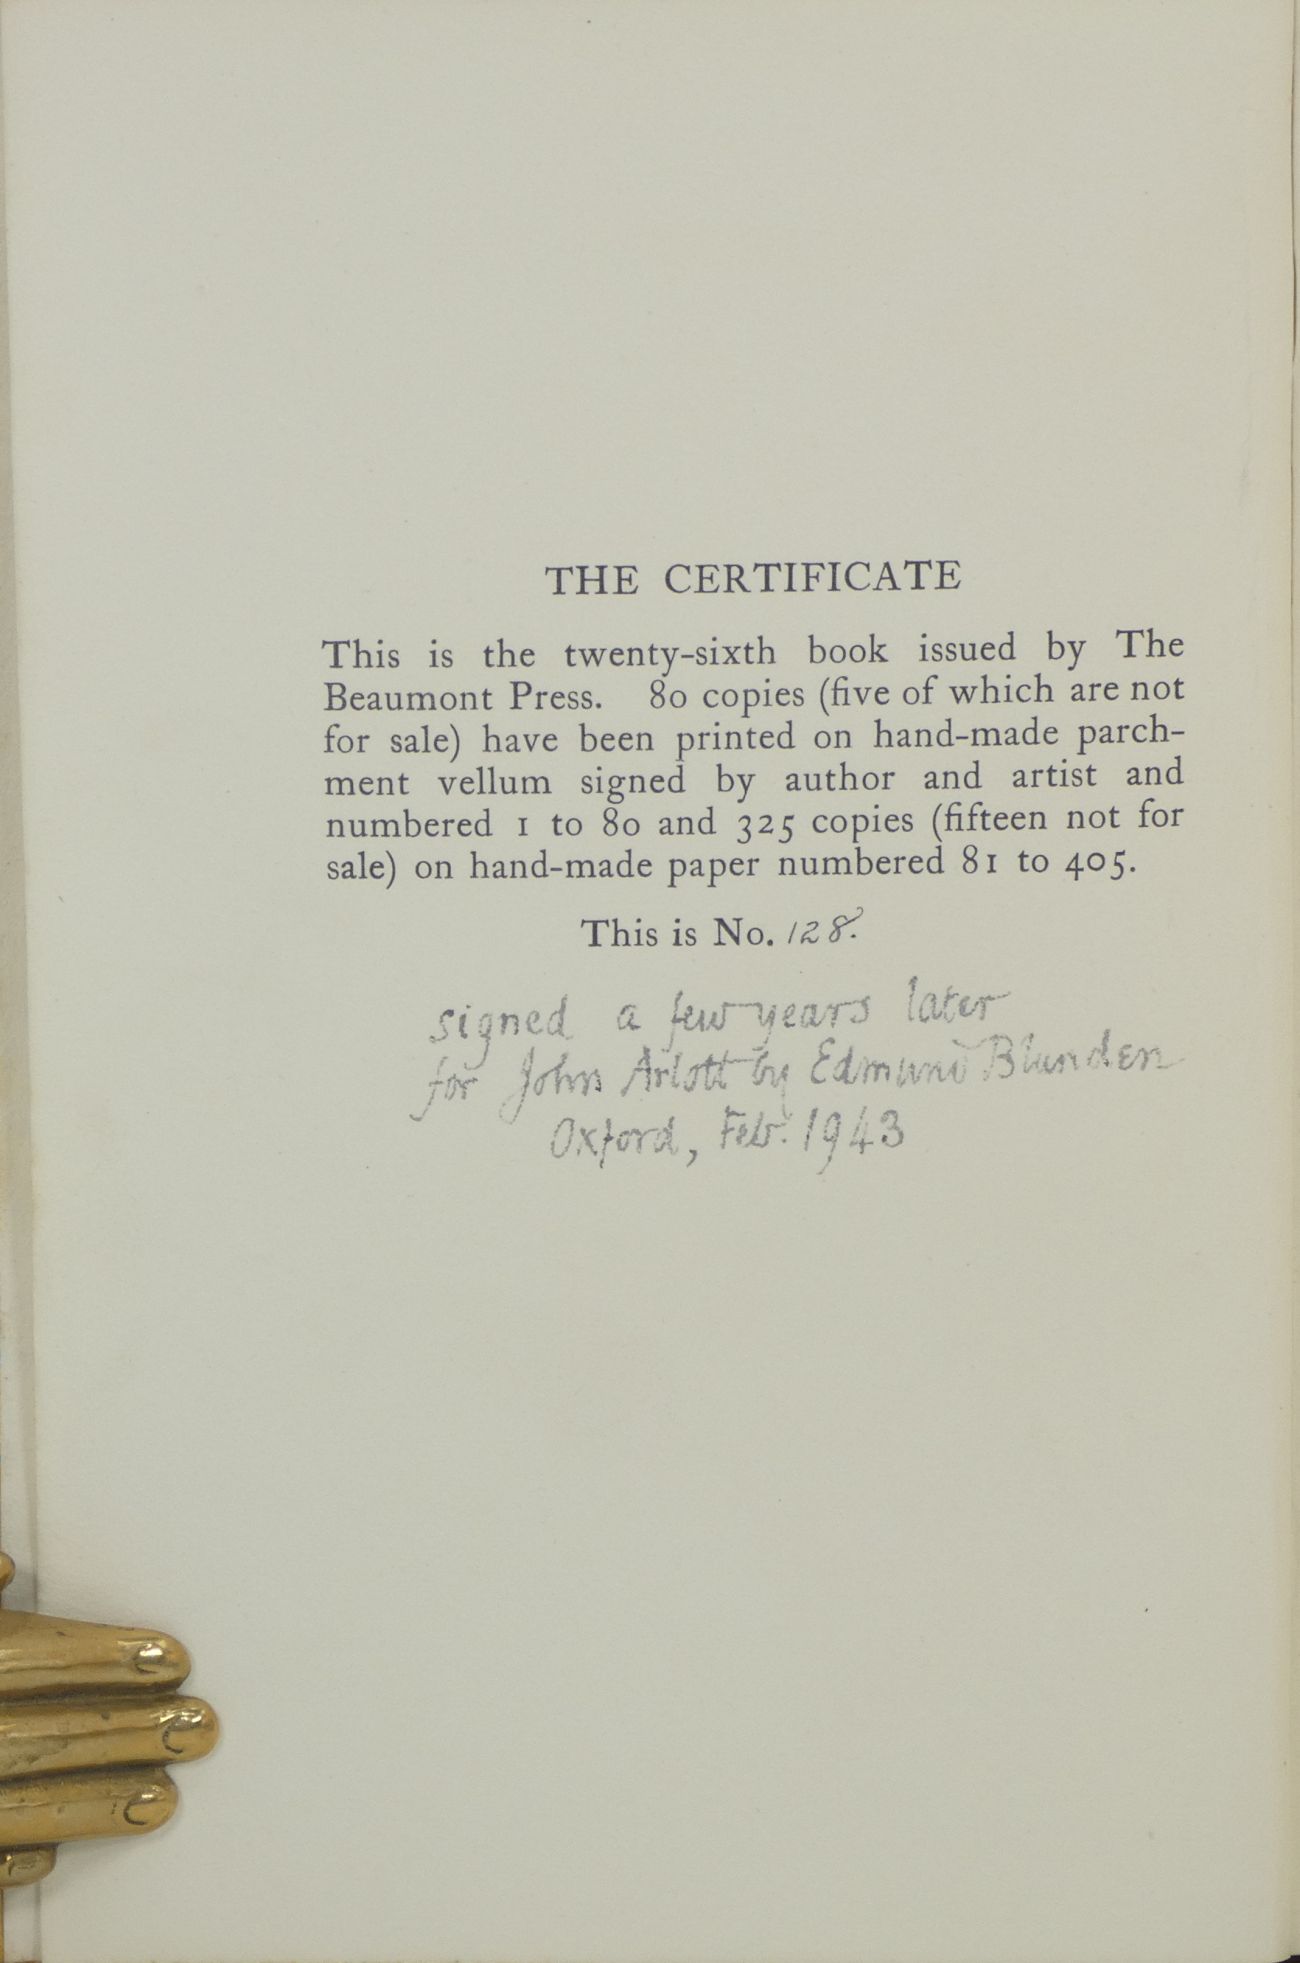 THE CERTIFICATE
This is the twenty-sixth book issued by The
Beaumont Press. 80 copies (five of which are not
for sale) have been printed on hand-made parch-
ment vellum signed by author and artist and
numbered 1 to 80 and 325 copies (fifteen not for
sale) on hand-made paper numbered 81 to 405.
This is No. 128.
signed a few years later
for John Arlott by Edmund Blunden
Oxford, Feb. 1943